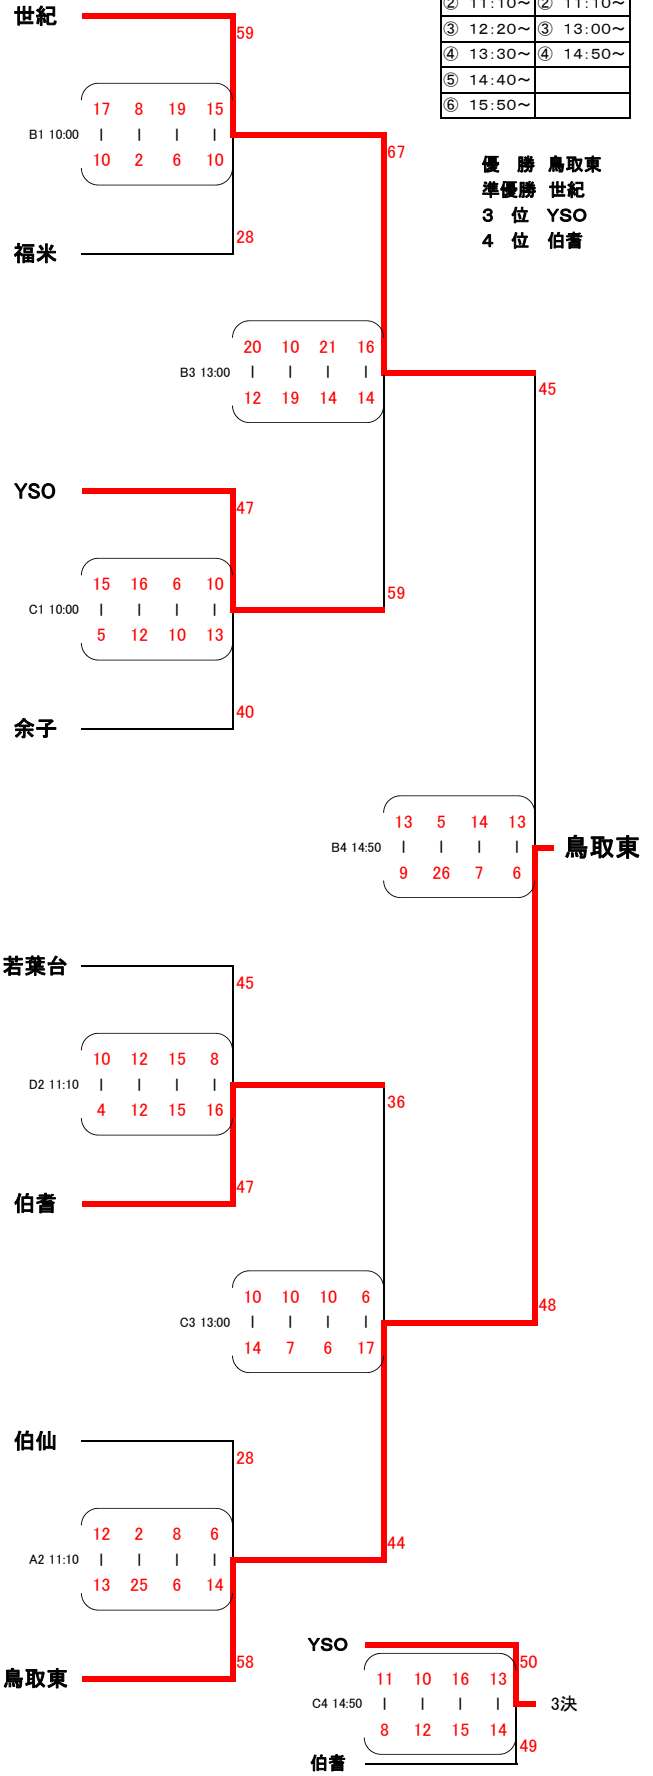 世紀
59
② 11:10～ ② 11:10～
③ 12:20～ ③ 13:00～
④ 13:30～ ④ 14:50～
⑤ 14:40～
⑥ 15:50～
17 8 19 15
B1 10:00 | | | |
10 2 6 10
67
優 勝 鳥取東
準優勝 世紀
3 位 YSO
4 位 伯耆
28
福米
20 10 21 16
B3 13:00 | | | |
12 19 14 14
45
YSO
47
15 16 6 10
C1 10:00 | | | |
5 12 10 13
59
40
余子
13 5 14 13
B4 14:50 | | | |
9 26 7 6
鳥取東
若葉台
45
10 12 15 8
D2 11:10 | | | |
4 12 15 16
36
47
伯耆
10 10 10 6
C3 13:00 | | | |
14 7 6 17
48
伯仙
28
12 2 8 6
A2 11:10 | | | |
13 25 6 14
44
58
鳥取東
YSO
50
11 10 16 13
C4 14:50 | | | |
8 12 15 14
3決
49
伯耆